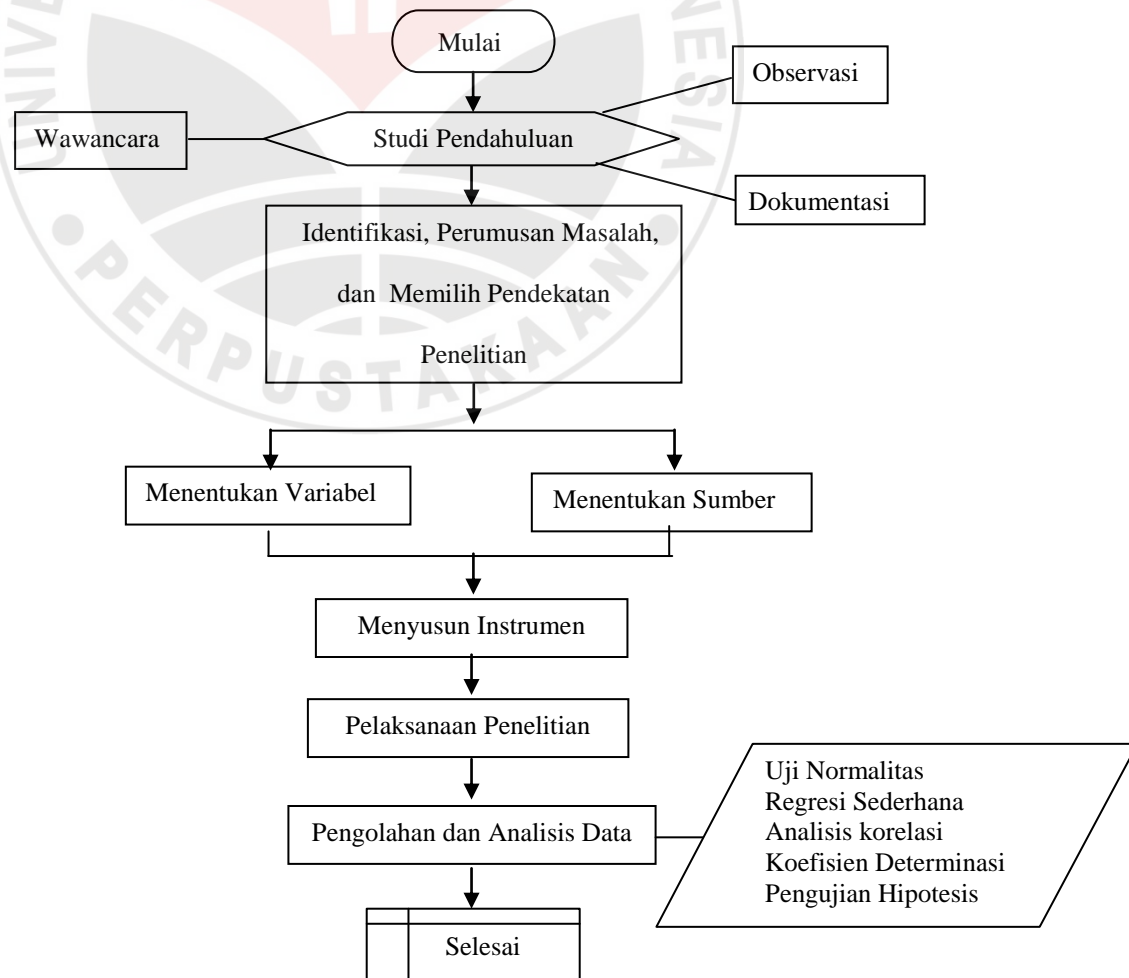 Mulai
Observasi
Wawancara
Studi Pendahuluan
Dokumentasi
Identifikasi, Perumusan Masalah,
dan Memilih Pendekatan
Penelitian
Menentukan Variabel
Menentukan Sumber
Menyusun Instrumen
Pelaksanaan Penelitian
Pengolahan dan Analisis Data
Uji Normalitas
Regresi Sederhana
Analisis korelasi
Koefisien Determinasi
Pengujian Hipotesis
Selesai
PERPUSTAKAAN